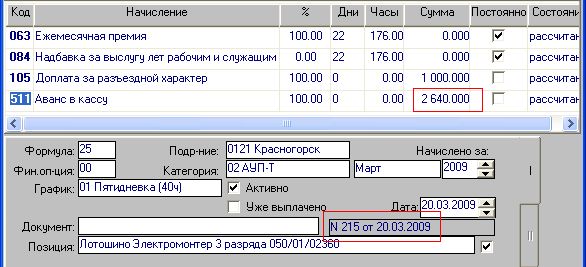 Код Начисление % Дни Часы Сумма Постоянно Состояни
063 Ежемесячная премия 100.00 22 176.00 0.000 рассчитан
084 Надбавка за выслугу лет рабочим и служащим 0.00 22 176.00 0.000 рассчитан
105 Доплата за разъездной характер 100.00 0 0.00 1 000.000 рассчитан
511 Аванс в кассу 100.00 0 0.00 2 640.000 рассчитан
Формула: 25 Подр-ние: 0121 Красногорск Начислено за:
Фин.оп-ция: 00 Категория: 02 АУП-Т Март 2009
График: 01 Пятидневка (40ч) Активно
Уже выплачено Дата: 20.03.2009
Документ: N 215 от 20.03.2009
Позиция: Лотошино Электромонтер 3 разряда 050/01/02360